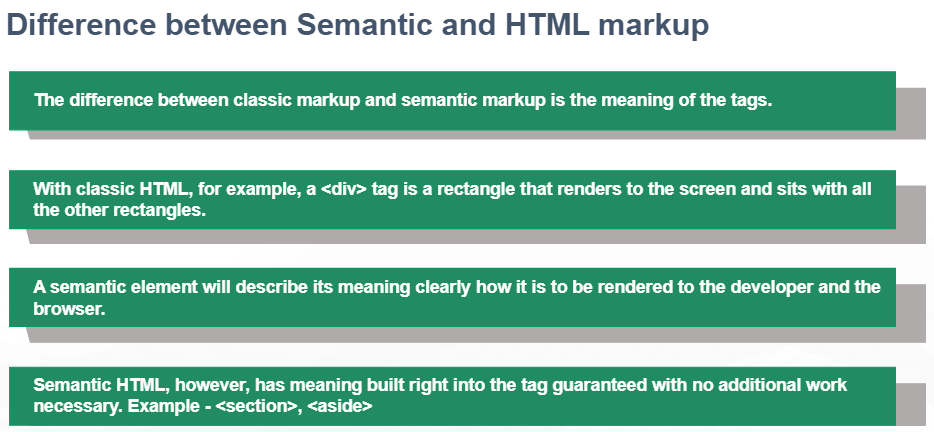 Difference between Semantic and HTML markup
The difference between classic markup and semantic markup is the meaning of the tags.
With classic HTML, for example, a <div> tag is a rectangle that renders to the screen and sits with all
the other rectangles.
A semantic element will describe its meaning clearly how it is to be rendered to the developer and the
browser.
Semantic HTML, however, has meaning built right into the tag guaranteed with no additional work
necessary. Example - <section>, <aside>